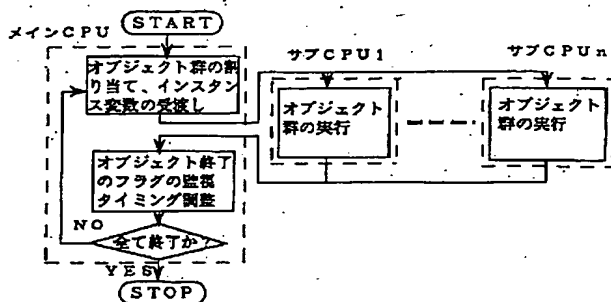 START
メインCPU
オブジェクト群の割
り当て、インスタン
ス変数の受渡し
サブCPU1
オブジェクト
群の実行
サブCPUn
オブジェクト
群の実行
オブジェクト終了
のフラグの監視
タイミング調整
NO
全て終了か?
YES
STOP